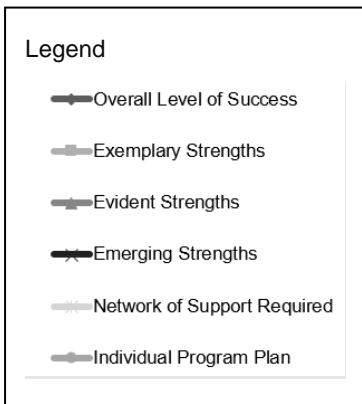 Legend
Overall Level of Success
Exemplary Strengths
Evident Strengths
Emerging Strengths
Network of Support Required
Individual Program Plan